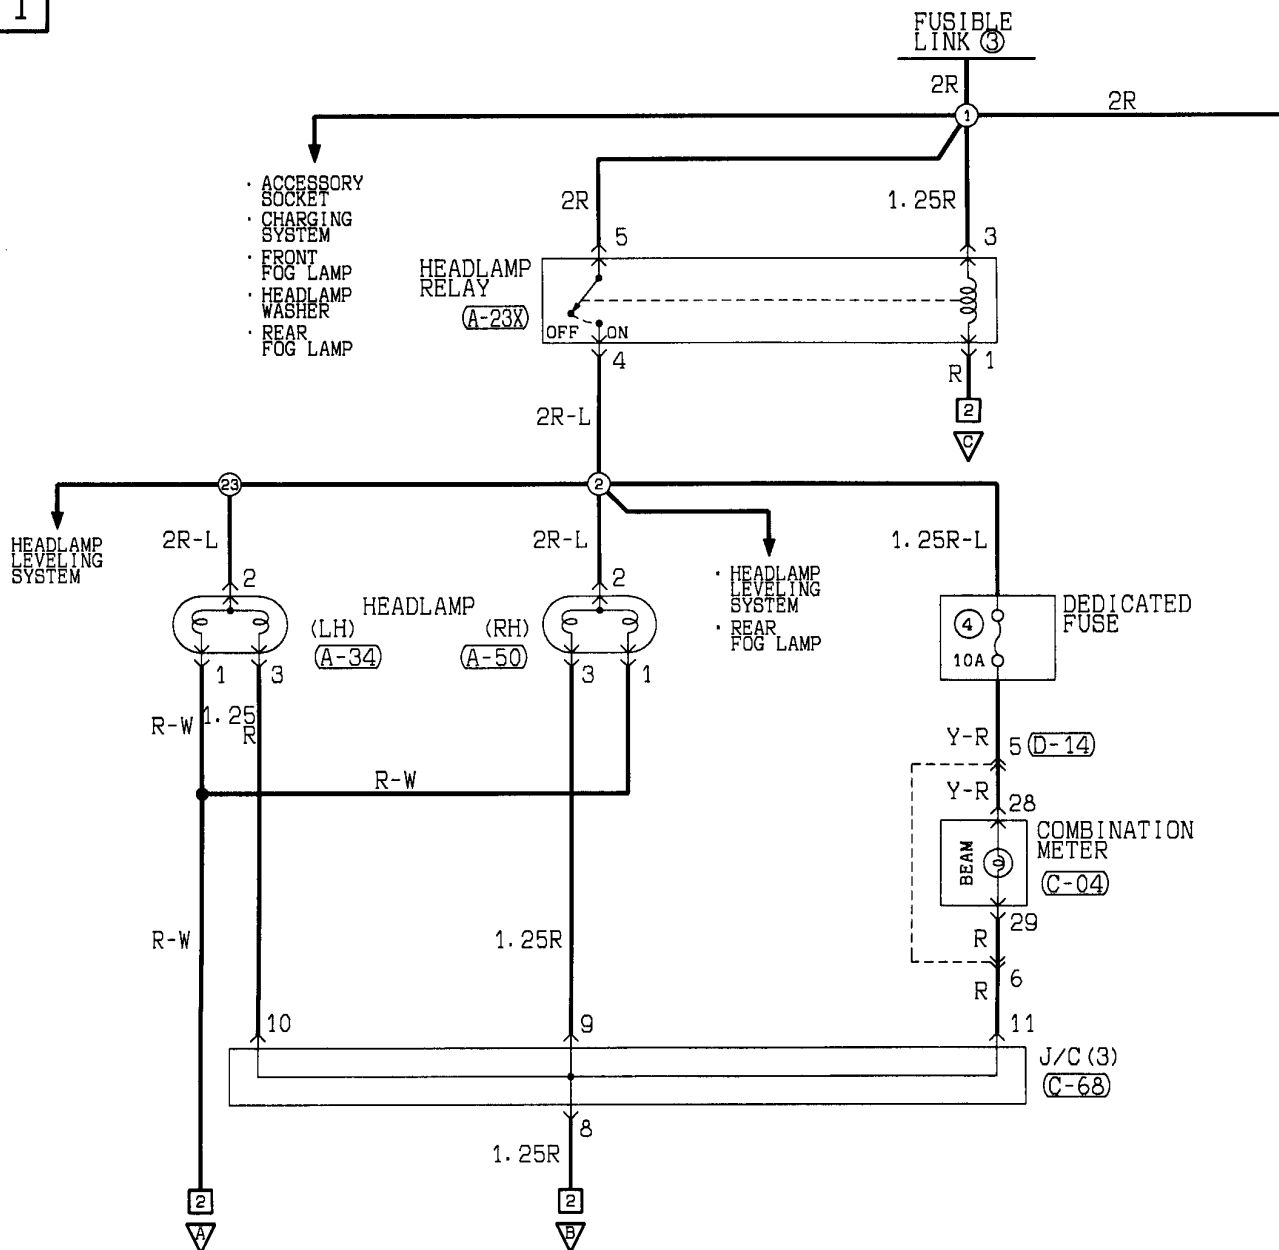 1
FUSIBLE
LINK ③
2R
1
2R
· ACCESSORY
SOCKET
· CHARGING
SYSTEM
· FRONT
FOG LAMP
· HEADLAMP
WASHER
· REAR
FOG LAMP
2R
1.25R
5
3
HEADLAMP
RELAY
A-23X
OFF
ON
4
1
R
2
C
2R-L
23
2
HEADLAMP
LEVELING
SYSTEM
2R-L
2R-L
1.25R-L
2
2
· HEADLAMP
LEVELING
SYSTEM
· REAR
FOG LAMP
HEADLAMP
(LH)
A-34
(RH)
A-50
DEDICATED
FUSE
4
10A
1
3
3
1
R-W
1.25
R
R-W
Y-R
5
D-14
Y-R
28
COMBINATION
METER
BEAM
C-04
29
R
6
R
R-W
1.25R
10
9
11
J/C(3)
C-68
8
1.25R
2
A
2
B